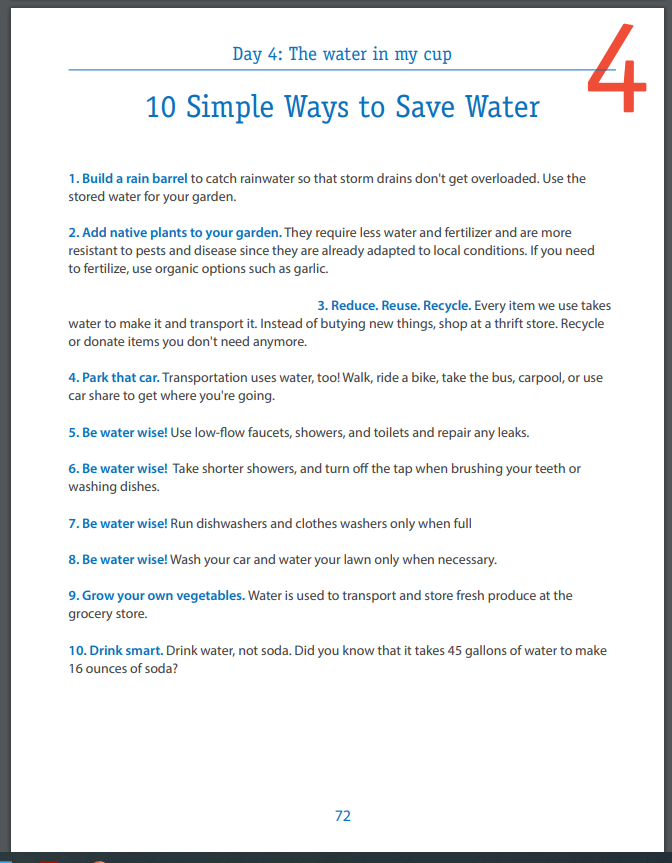 Day 4: The water in my cup
4
10 Simple Ways to Save Water
1. Build a rain barrel to catch rainwater so that storm drains don't get overloaded. Use the
stored water for your garden.
2. Add native plants to your garden. They require less water and fertilizer and are more
resistant to pests and disease since they are already adapted to local conditions. If you need
to fertilize, use organic options such as garlic.
3. Reduce. Reuse. Recycle. Every item we use takes
water to make it and transport it. Instead of butying new things, shop at a thrift store. Recycle
or donate items you don't need anymore.
4. Park that car. Transportation uses water, too! Walk, ride a bike, take the bus, carpool, or use
car share to get where you're going.
5. Be water wise! Use low-flow faucets, showers, and toilets and repair any leaks.
6. Be water wise! Take shorter showers, and turn off the tap when brushing your teeth or
washing dishes.
7. Be water wise! Run dishwashers and clothes washers only when full
8. Be water wise! Wash your car and water your lawn only when necessary.
9. Grow your own vegetables. Water is used to transport and store fresh produce at the
grocery store.
10. Drink smart. Drink water, not soda. Did you know that it takes 45 gallons of water to make
16 ounces of soda?
72